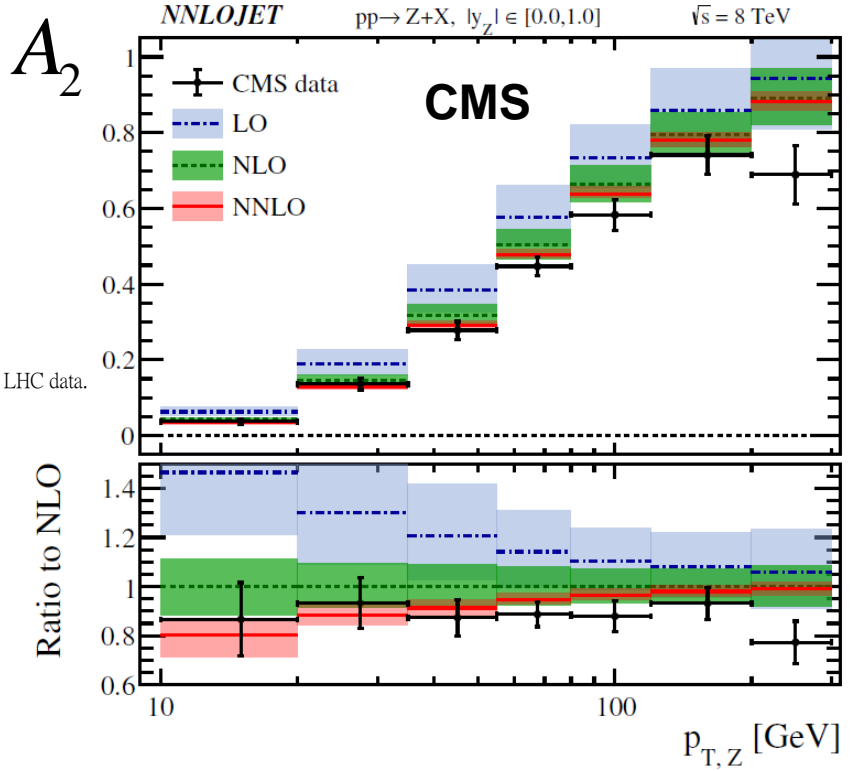 NNLOJET pp→ Z+X, |y_Z| ∈ [0.0,1.0] √s = 8 TeV
A₂
CMS
CMS data
LO
NLO
NNLO
1
0.8
0.6
0.4
0.2
0
LHC data.
Ratio to NLO
1.4
1.2
1
0.8
0.6
10 100
p_T, Z [GeV]